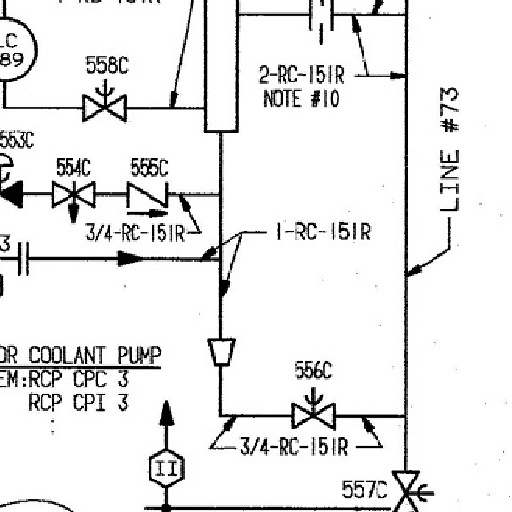 LC
89
558C
2-RC-151R
NOTE #10
LINE #73
553C
554C
555C
3/4-RC-151R
1-RC-151R
3
OR COOLANT PUMP
EM:RCP CPC 3
RCP CPI 3
556C
3/4-RC-151R
II
557C